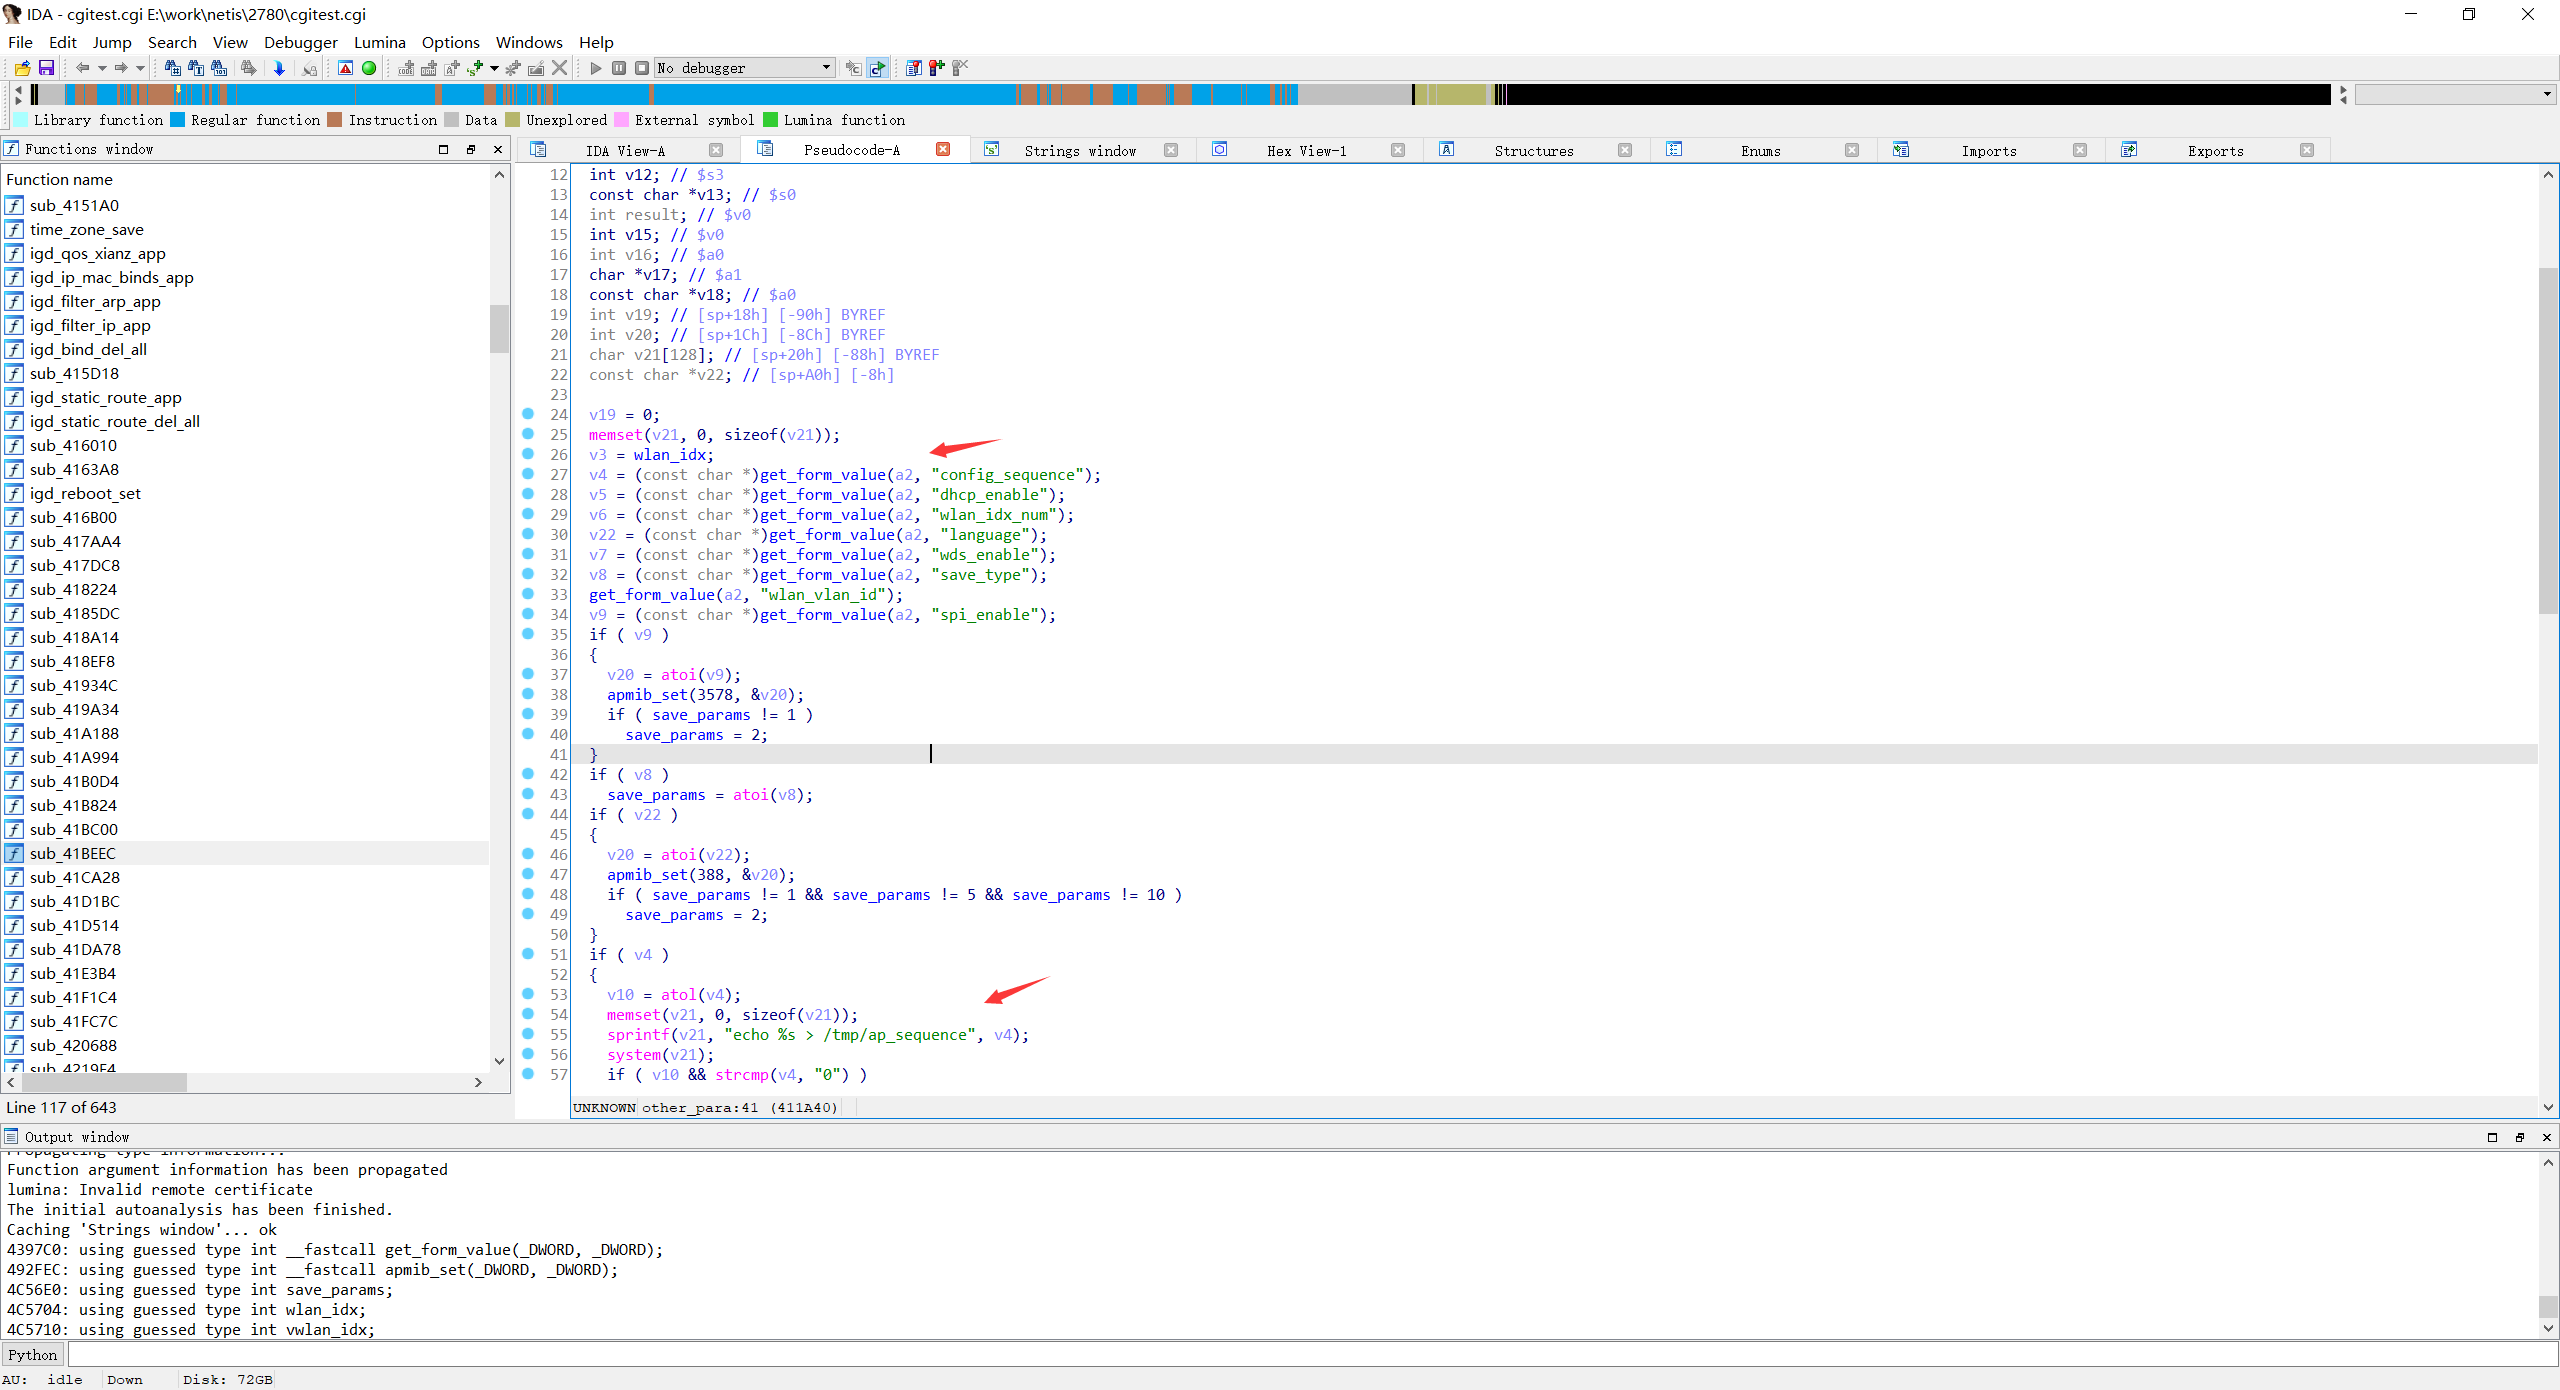 IDA - cgitest.cgi E:\work\netis\2780\cgitest.cgi
File Edit Jump Search View Debugger Lumina Options Windows Help
No debugger
Library function Regular function Instruction Data Unexplored External symbol Lumina function
Functions window
IDA View-A Pseudocode-A Strings window Hex View-1 Structures Enums Imports Exports
Function name
sub_4151A0
time_zone_save
igd_qos_xianz_app
igd_ip_mac_binds_app
igd_filter_arp_app
igd_filter_ip_app
igd_bind_del_all
sub_415D18
igd_static_route_app
igd_static_route_del_all
sub_416010
sub_4163A8
igd_reboot_set
sub_416B00
sub_417AA4
sub_417DC8
sub_418224
sub_4185DC
sub_418A14
sub_418EF8
sub_41934C
sub_419A34
sub_41A188
sub_41A994
sub_41B0D4
sub_41B824
sub_41BC00
sub_41BEEC
sub_41CA28
sub_41D1BC
sub_41D514
sub_41DA78
sub_41E3B4
sub_41F1C4
sub_41FC7C
sub_420688
sub_4219F4
Line 117 of 643
12 int v12; // $s3
13 const char *v13; // $s0
14 int result; // $v0
15 int v15; // $v0
16 int v16; // $a0
17 char *v17; // $a1
18 const char *v18; // $a0
19 int v19; // [sp+18h] [-90h] BYREF
20 int v20; // [sp+1Ch] [-8Ch] BYREF
21 char v21[128]; // [sp+20h] [-88h] BYREF
22 const char *v22; // [sp+A0h] [-8h]
23
24 v19 = 0;
25 memset(v21, 0, sizeof(v21));
26 v3 = wlan_idx;
27 v4 = (const char *)get_form_value(a2, "config_sequence");
28 v5 = (const char *)get_form_value(a2, "dhcp_enable");
29 v6 = (const char *)get_form_value(a2, "wlan_idx_num");
30 v22 = (const char *)get_form_value(a2, "language");
31 v7 = (const char *)get_form_value(a2, "wds_enable");
32 v8 = (const char *)get_form_value(a2, "save_type");
33 get_form_value(a2, "wlan_vlan_id");
34 v9 = (const char *)get_form_value(a2, "spi_enable");
35 if ( v9 )
36 {
37 v20 = atoi(v9);
38 apmib_set(3578, &v20);
39 if ( save_params != 1 )
40 save_params = 2;
41 }
42 if ( v8 )
43 save_params = atoi(v8);
44 if ( v22 )
45 {
46 v20 = atoi(v22);
47 apmib_set(388, &v20);
48 if ( save_params != 1 && save_params != 5 && save_params != 10 )
49 save_params = 2;
50 }
51 if ( v4 )
52 {
53 v10 = atol(v4);
54 memset(v21, 0, sizeof(v21));
55 sprintf(v21, "echo %s > /tmp/ap_sequence", v4);
56 system(v21);
57 if ( v10 && strcmp(v4, "0") )
UNKNOWN other_para:41 (411A40)
Output window
Propagating type information...
Function argument information has been propagated
lumina: Invalid remote certificate
The initial autoanalysis has been finished.
Caching 'Strings window'... ok
4397C0: using guessed type int __fastcall get_form_value(_DWORD, _DWORD);
492FEC: using guessed type int __fastcall apmib_set(_DWORD, _DWORD);
4C56E0: using guessed type int save_params;
4C5704: using guessed type int wlan_idx;
4C5710: using guessed type int vwlan_idx;
Python
AU: idle Down Disk: 72GB